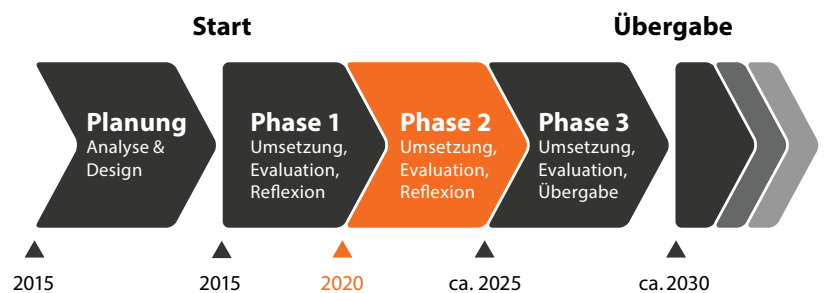 Start
Übergabe
Planung
Analyse &
Design
Phase 1
Umsetzung,
Evaluation,
Reflexion
Phase 2
Umsetzung,
Evaluation,
Reflexion
Phase 3
Umsetzung,
Evaluation,
Übergabe
2015
2015
2020
ca. 2025
ca. 2030